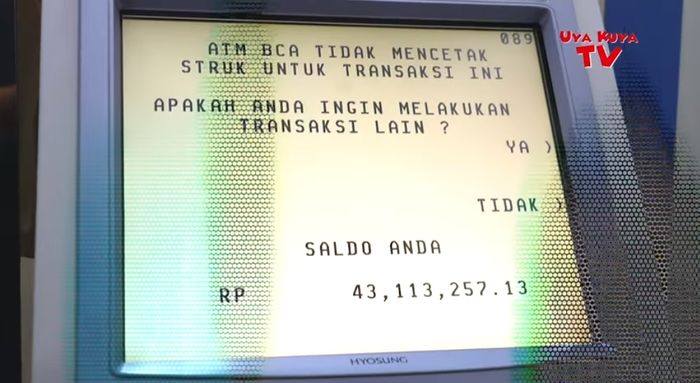 089
UYA KUYA
TV
ATM BCA TIDAK MENCETAK
STRUK UNTUK TRANSAKSI INI
APAKAH ANDA INGIN MELAKUKAN
TRANSAKSI LAIN ?
YA )
TIDAK )
SALDO ANDA
RP 43,113,257.13
HYOSUNG